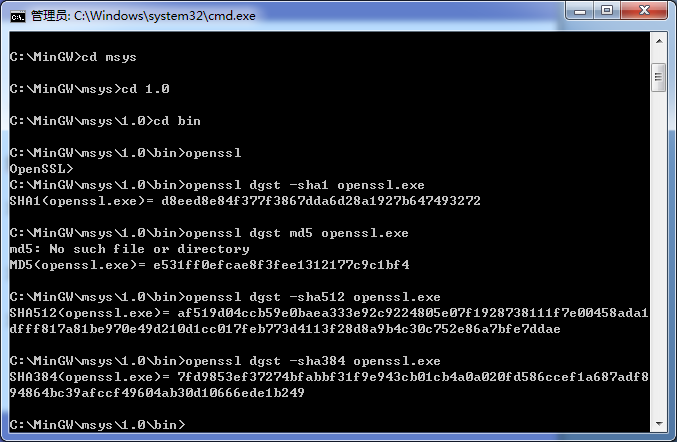 管理员: C:\Windows\system32\cmd.exe
C:\MinGW>cd msys
C:\MinGW\msys>cd 1.0
C:\MinGW\msys\1.0>cd bin
C:\MinGW\msys\1.0\bin>openssl
OpenSSL>
C:\MinGW\msys\1.0\bin>openssl dgst -sha1 openssl.exe
SHA1(openssl.exe)= d8eed8e84f377f3867dda6d28a1927b647493272
C:\MinGW\msys\1.0\bin>openssl dgst md5 openssl.exe
md5: No such file or directory
MD5(openssl.exe)= e531ff0efcae8f3fee1312177c9c1bf4
C:\MinGW\msys\1.0\bin>openssl dgst -sha512 openssl.exe
SHA512(openssl.exe)= af519d04ccb59e0baea333e92c9224805e07f1928738111f7e00458ada1
dfff817a81be970e49d210d1cc017feb773d4113f28d8a9b4c30c752e86a7bfe7ddae
C:\MinGW\msys\1.0\bin>openssl dgst -sha384 openssl.exe
SHA384(openssl.exe)= 7fd9853ef37274bfabbf31f9e943cb01cb4a0a020fd586ccef1a687adf8
94864bc39afccf49604ab30d10666ede1b249
C:\MinGW\msys\1.0\bin>